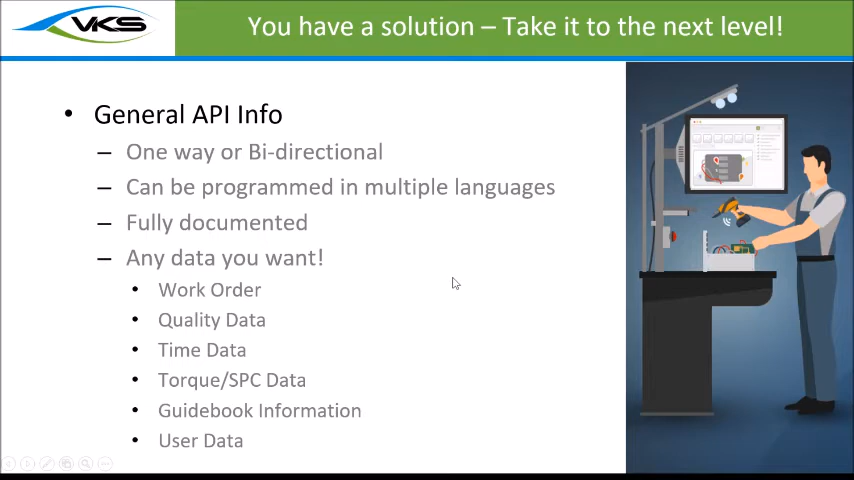 VKS
You have a solution – Take it to the next level!
• General API Info
– One way or Bi-directional
– Can be programmed in multiple languages
– Fully documented
– Any data you want!
• Work Order
• Quality Data
• Time Data
• Torque/SPC Data
• Guidebook Information
• User Data